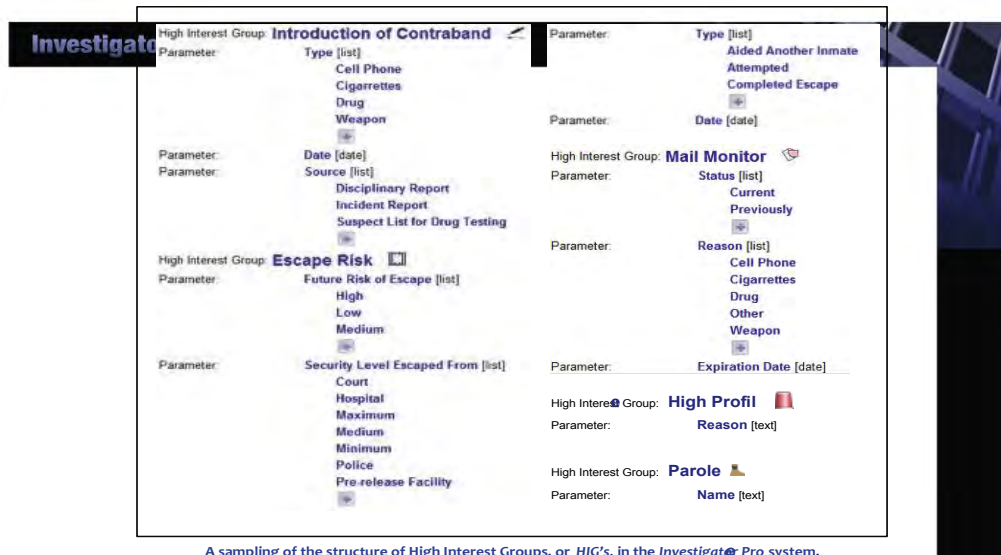 Investigato
High Interest Group: Introduction of Contraband
Parameter: Type [list]
Cell Phone
Cigarrettes
Drug
Weapon
Parameter: Date [date]
Parameter: Source [list]
Disciplinary Report
Incident Report
Suspect List for Drug Testing
High Interest Group: Escape Risk
Parameter: Future Risk of Escape [list]
High
Low
Medium
Parameter: Security Level Escaped From [list]
Court
Hospital
Maximum
Medium
Minimum
Police
Pre-release Facility
Parameter: Type [list]
Aided Another Inmate
Attempted
Completed Escape
Parameter: Date [date]
High Interest Group: Mail Monitor
Parameter: Status [list]
Current
Previously
Parameter: Reason [list]
Cell Phone
Cigarrettes
Drug
Other
Weapon
Parameter: Expiration Date [date]
High Interest Group: High Profil
Parameter: Reason [text]
High Interest Group: Parole
Parameter: Name [text]
A sampling of the structure of High Interest Groups, or HIG's, in the Investigator Pro system.